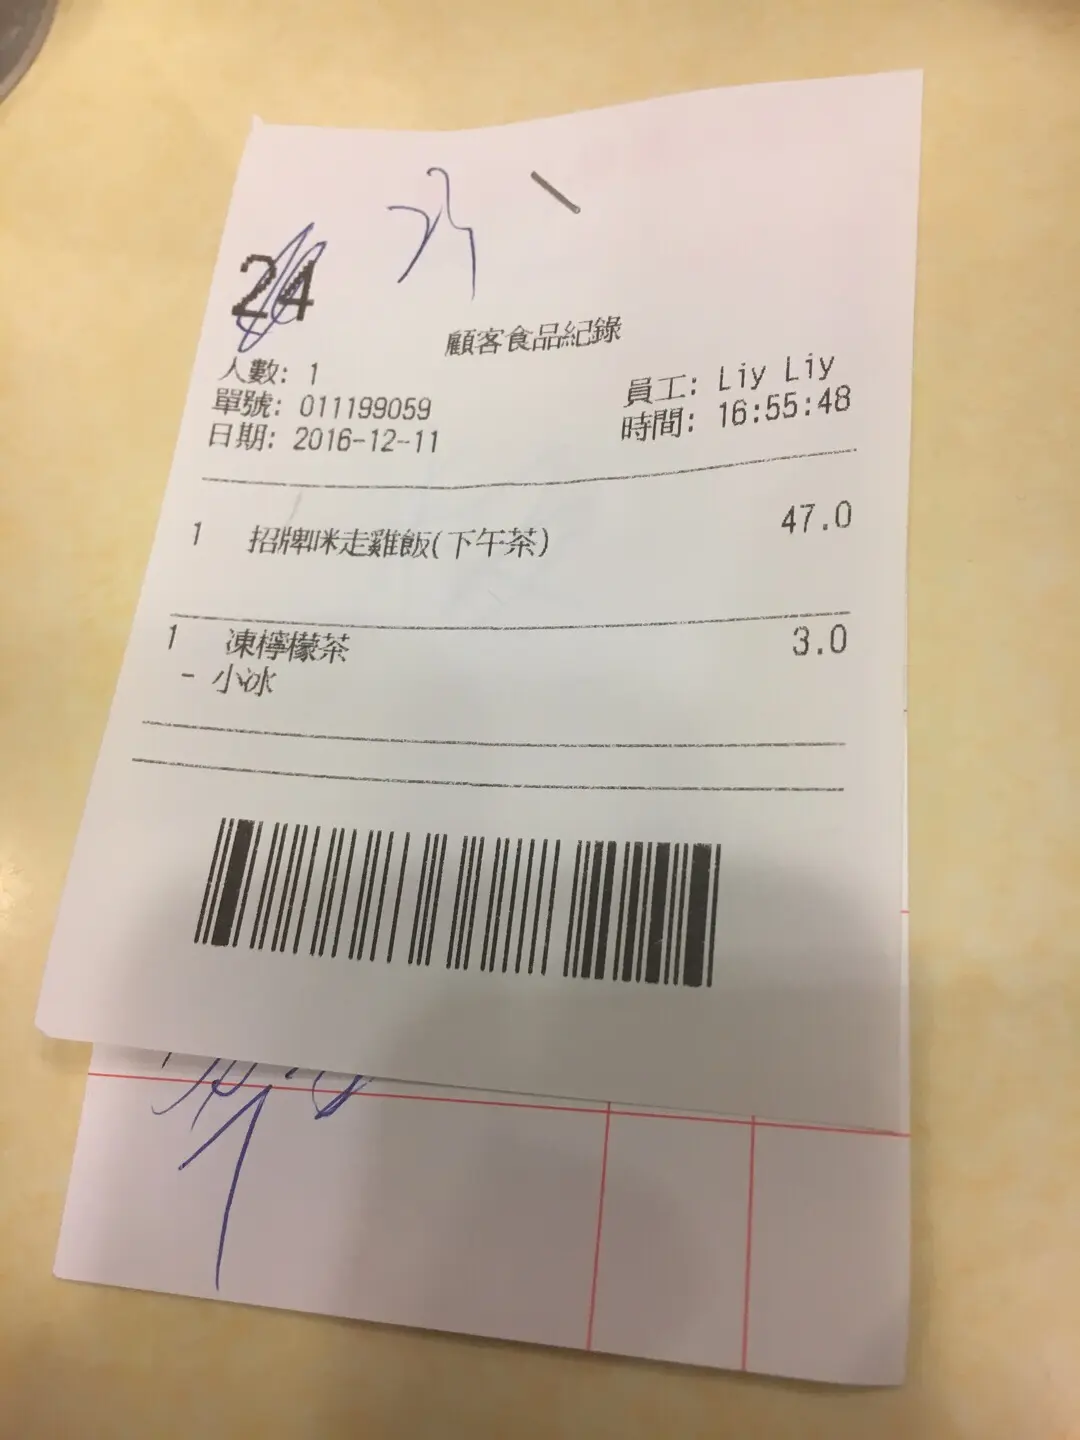 24
顧客食品紀錄
人數: 1
員工: Liy Liy
單號: 011199059
時間: 16:55:48
日期: 2016-12-11
1 招牌咪走雞飯(下午茶) 47.0
1 凍檸檬茶 3.0
- 小冰